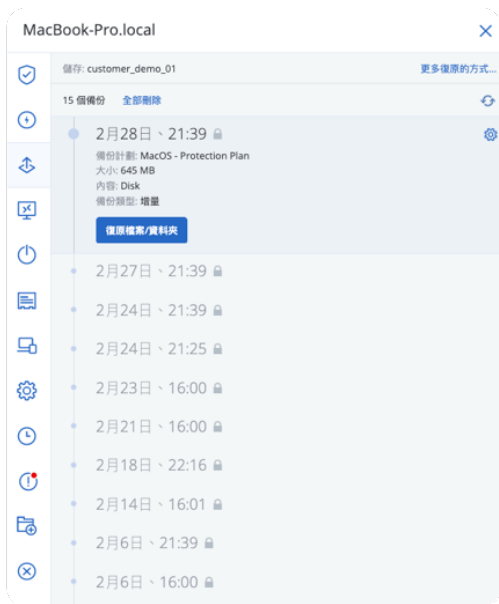 MacBook-Pro.local
儲存: customer_demo_01 更多復原的方式...
15 個備份 全部刪除
2月28日、21:39
備份計劃: MacOS - Protection Plan
大小: 645 MB
內容: Disk
備份類型: 增量
復原檔案/資料夾
2月27日、21:39
2月24日、21:39
2月24日、21:25
2月23日、16:00
2月21日、16:00
2月18日、22:16
2月14日、16:01
2月6日、21:39
2月6日、16:00